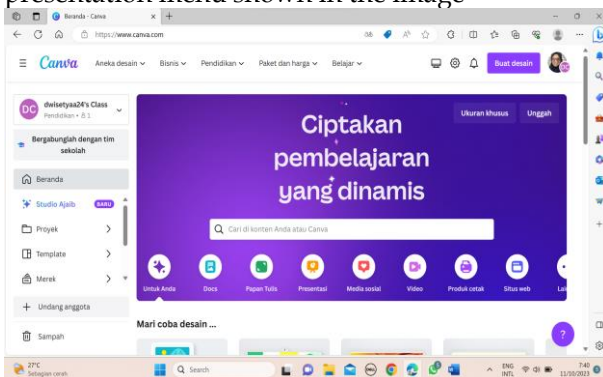 presentation menu shown in the image
Beranda - Canva
https://www.canva.com
Canva
Aneka desain
Bisnis
Pendidikan
Paket dan harga
Belajar
Buat desain
DC
dwisetyaa24's Class
Pendidikan • 1
Bergabunglah dengan tim
sekolah
Beranda
Studio Ajaib
BARU
Proyek
Template
Merek
Undang anggota
Sampah
Ukuran khusus
Unggah
Ciptakan
pembelajaran
yang dinamis
Cari di konten Anda atau Canva
Untuk Anda
Docs
Papan Tulis
Presentasi
Media sosial
Video
Produk cetak
Situs web
Mari coba desain ...
?
27°C
Sebagian cerah
Search
ENG
INTL
7:40
11/10/2023